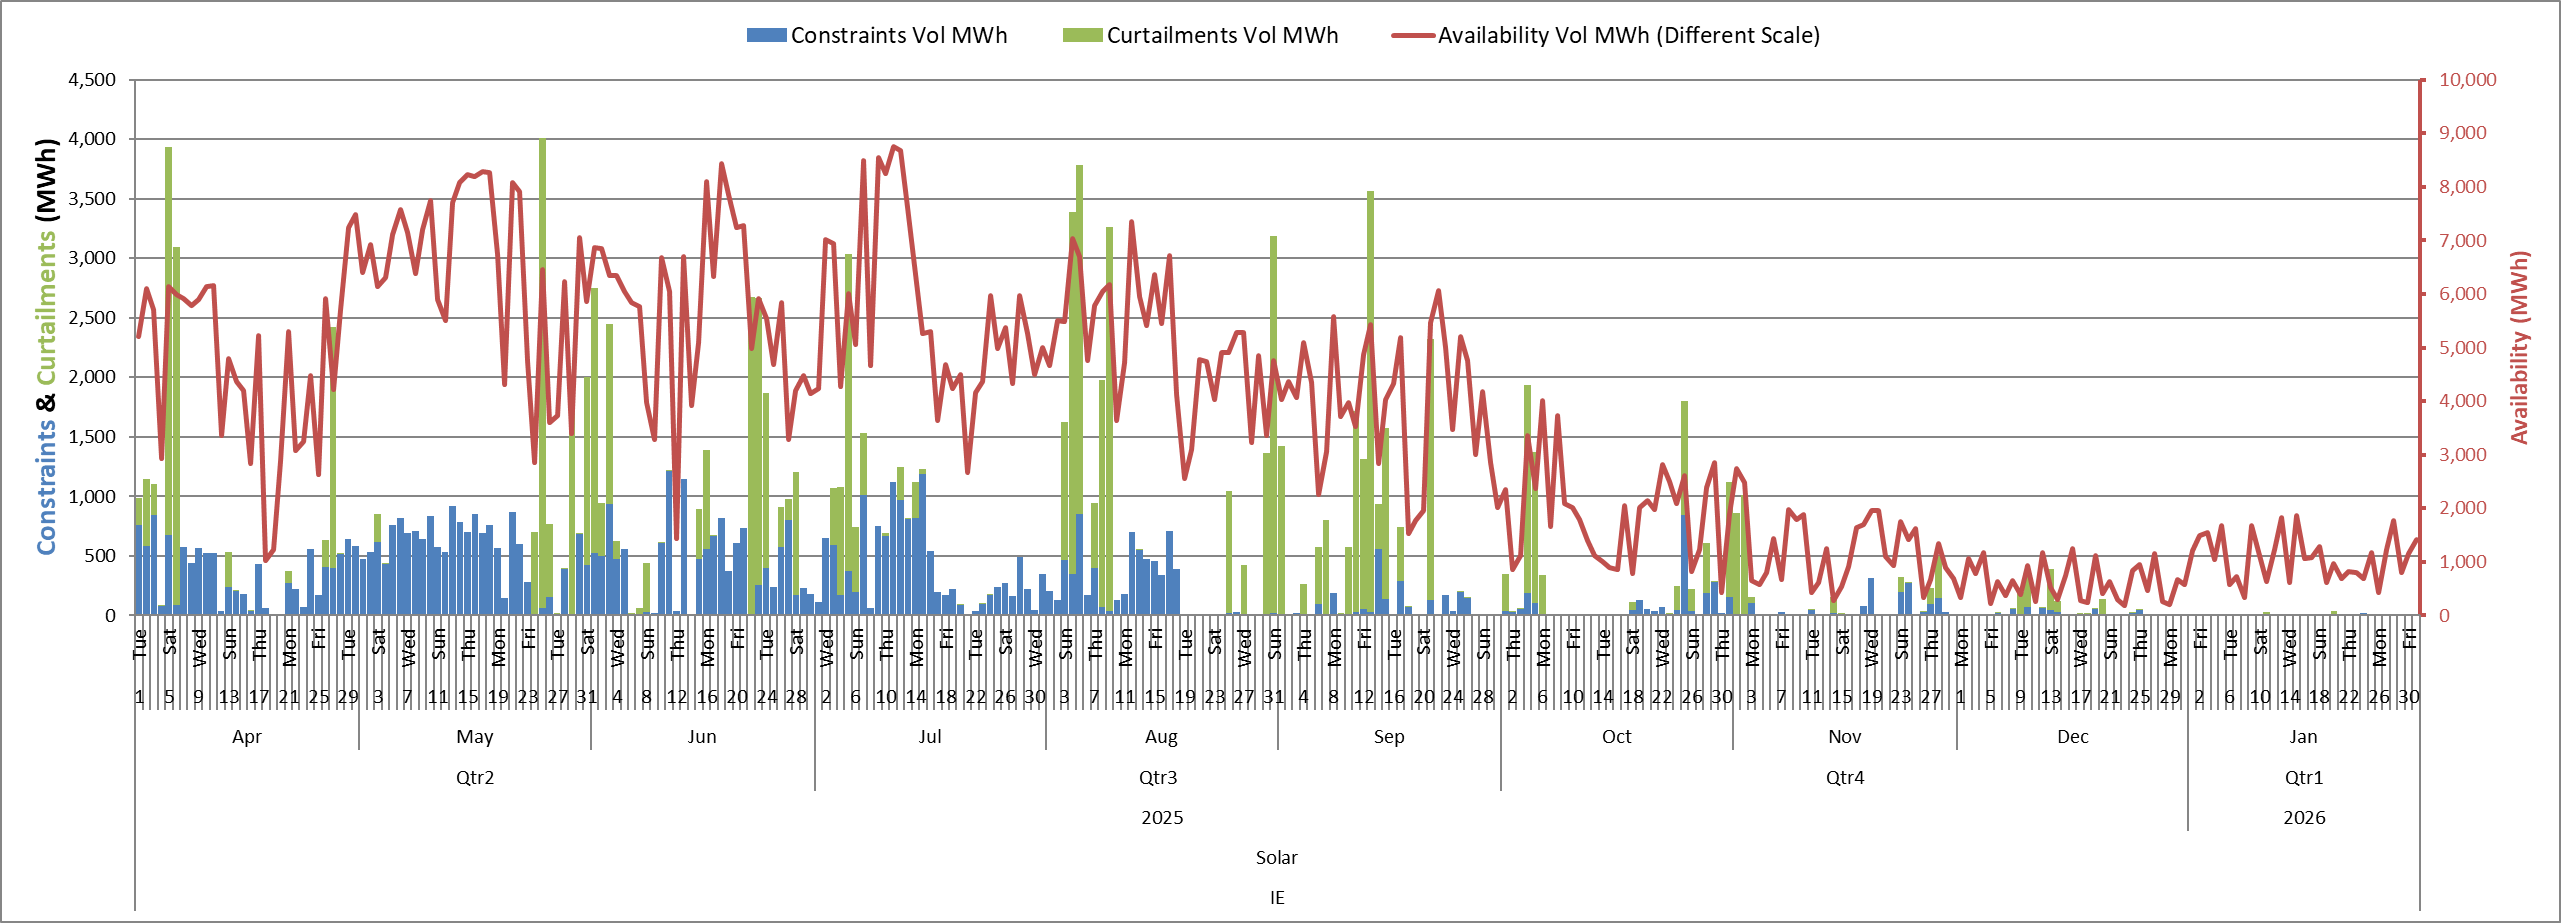 Constraints Vol MWh Curtailments Vol MWh Availability Vol MWh (Different Scale)
Constraints & Curtailments (MWh)
4,500
4,000
3,500
3,000
2,500
2,000
1,500
1,000
500
0
10,000
9,000
8,000
7,000
6,000
5,000
4,000
3,000
2,000
1,000
0
Availability (MWh)
Tue Sat Wed Sun Thu Mon Fri Tue Sat Wed Sun Thu Mon Fri Tue Sat Wed Sun Thu Mon Fri Tue Sat Wed Sun Thu Mon Fri Tue Sat Wed Sun Thu Mon Fri Tue Sat Wed Sun Thu Mon Fri Tue Sat Wed Sun Thu Mon Fri Tue Sat Wed Sun Thu Mon Fri Tue Sat Wed Sun Thu Mon Fri Tue Sat Wed Sun Thu Mon Fri Tue Sat Wed Sun Thu Mon Fri
1 5 9 13 17 21 25 29 3 7 11 15 19 23 27 31 4 8 12 16 20 24 28 2 6 10 14 18 22 26 30 3 7 11 15 19 23 27 31 4 8 12 16 20 24 28 2 6 10 14 18 22 26 30 3 7 11 15 19 23 27 1 5 9 13 17 21 25 29 2 6 10 14 18 22 26 30
Apr May Jun Jul Aug Sep Oct Nov Dec Jan
Qtr2 Qtr3 Qtr4 Qtr1
2025 2026
Solar
IE